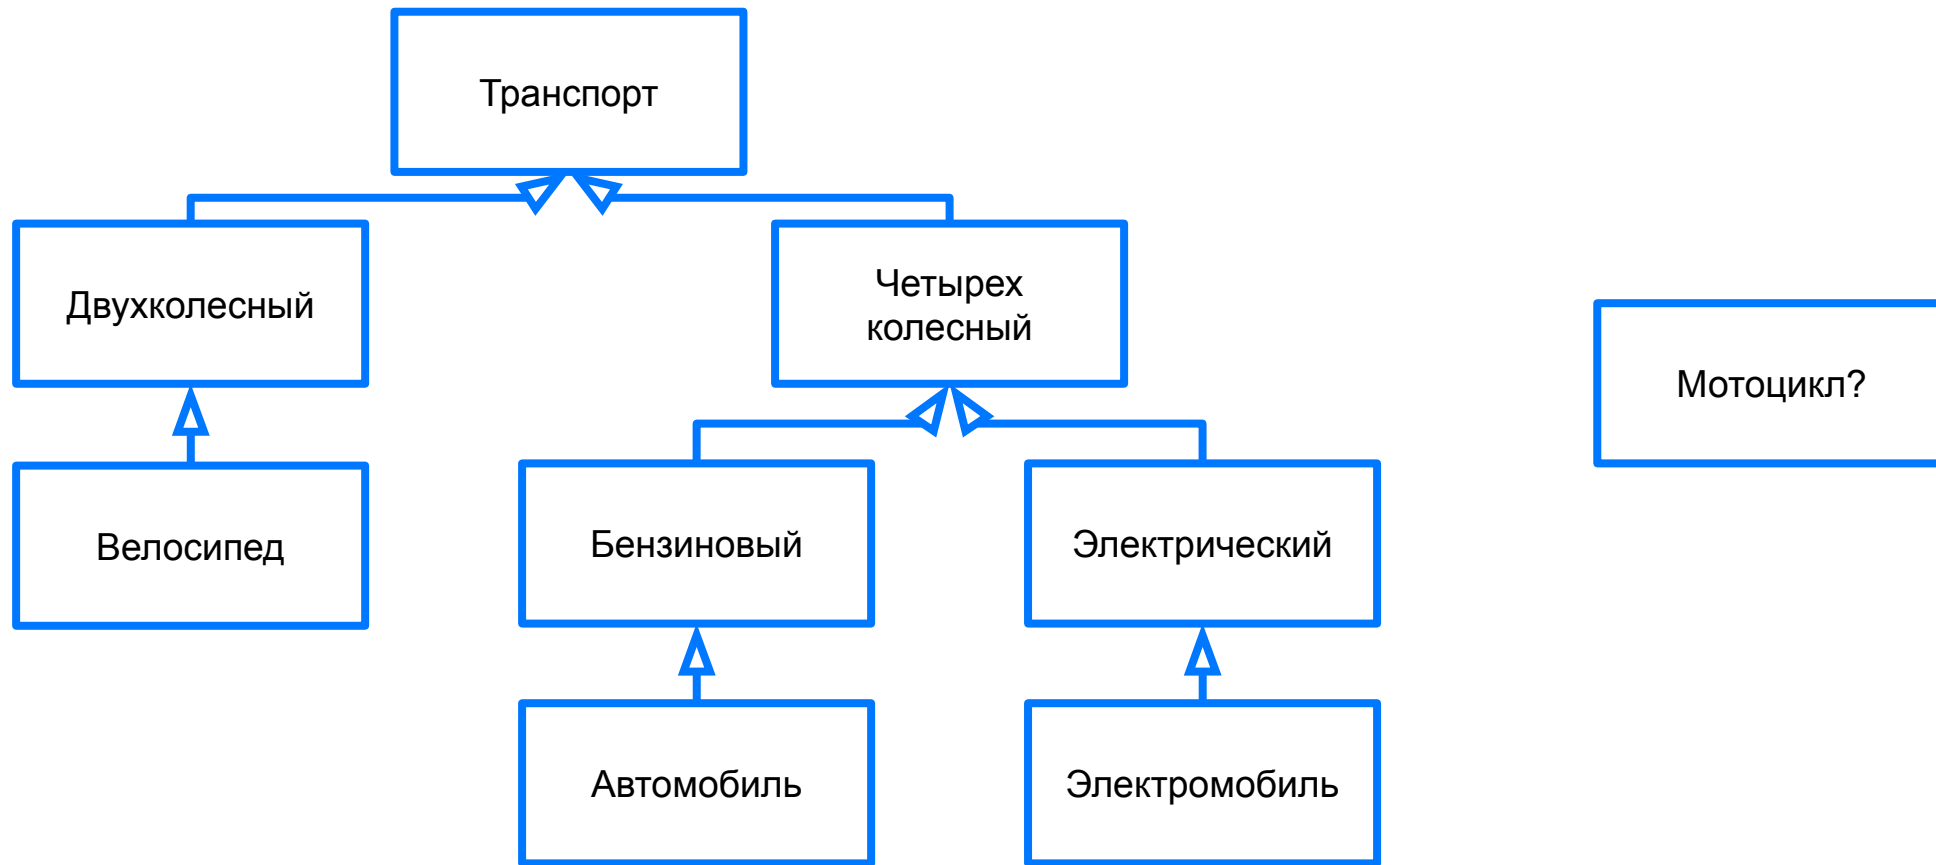 Транспорт
Двухколесный
Четырех
колесный
Мотоцикл?
Велосипед
Бензиновый
Электрический
Автомобиль
Электромобиль